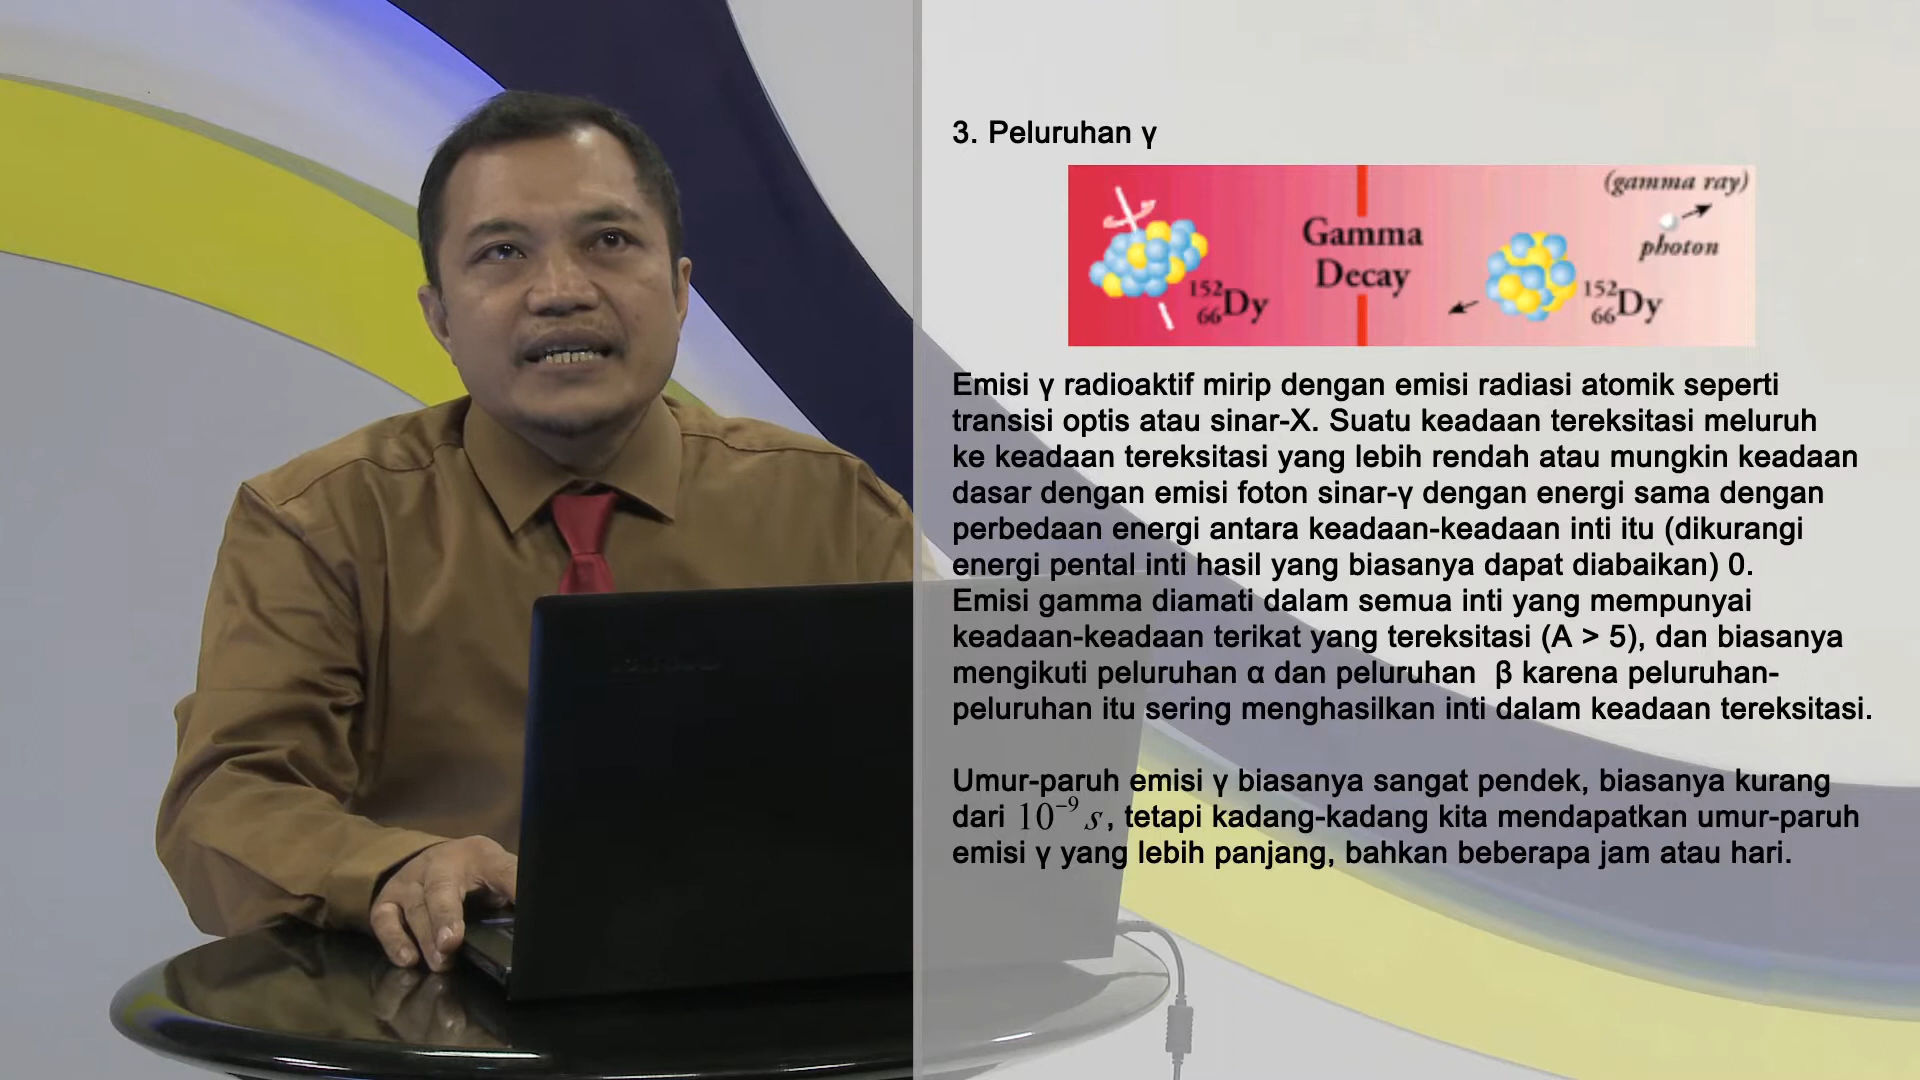 3. Peluruhan γ
(gamma ray)
photon
Gamma
Decay
152
66Dy
152
66Dy
Emisi γ radioaktif mirip dengan emisi radiasi atomik seperti
transisi optis atau sinar-X. Suatu keadaan tereksitasi meluruh
ke keadaan tereksitasi yang lebih rendah atau mungkin keadaan
dasar dengan emisi foton sinar-γ dengan energi sama dengan
perbedaan energi antara keadaan-keadaan inti itu (dikurangi
energi pental inti hasil yang biasanya dapat diabaikan) 0.
Emisi gamma diamati dalam semua inti yang mempunyai
keadaan-keadaan terikat yang tereksitasi (A > 5), dan biasanya
mengikuti peluruhan α dan peluruhan  β karena peluruhan-
peluruhan itu sering menghasilkan inti dalam keadaan tereksitasi.
Umur-paruh emisi γ biasanya sangat pendek, biasanya kurang
dari 10⁻⁹ s, tetapi kadang-kadang kita mendapatkan umur-paruh
emisi γ yang lebih panjang, bahkan beberapa jam atau hari.